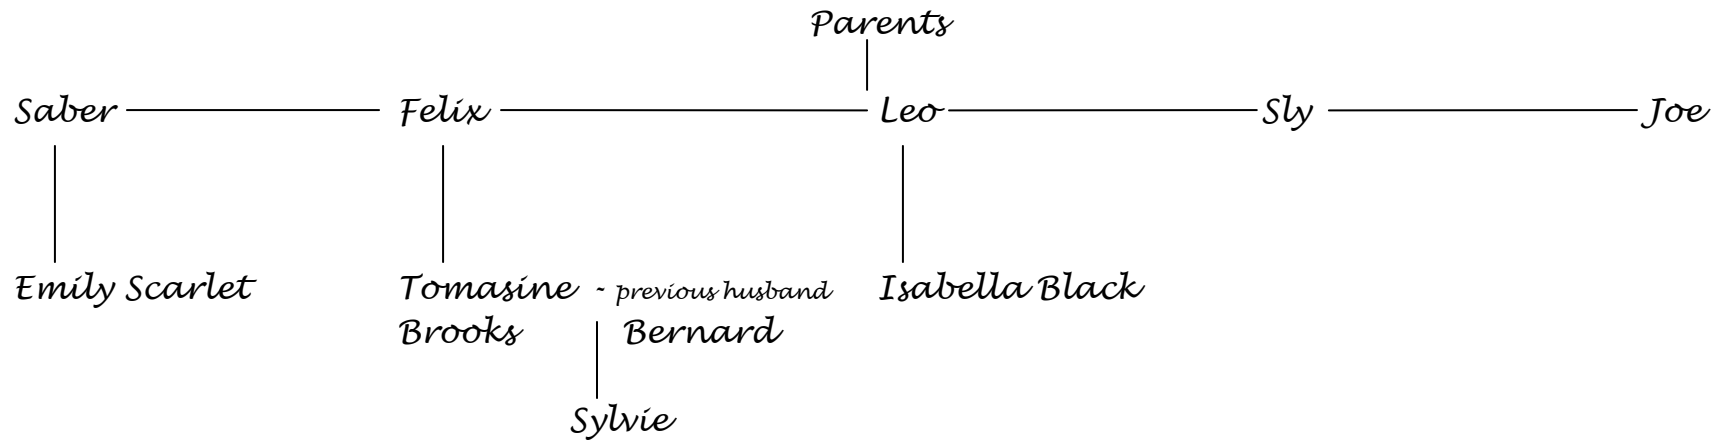 Parents
Saber Felix Leo Sly Joe
Emily Scarlet Tomasine - previous husband Isabella Black
Brooks Bernard
Sylvie